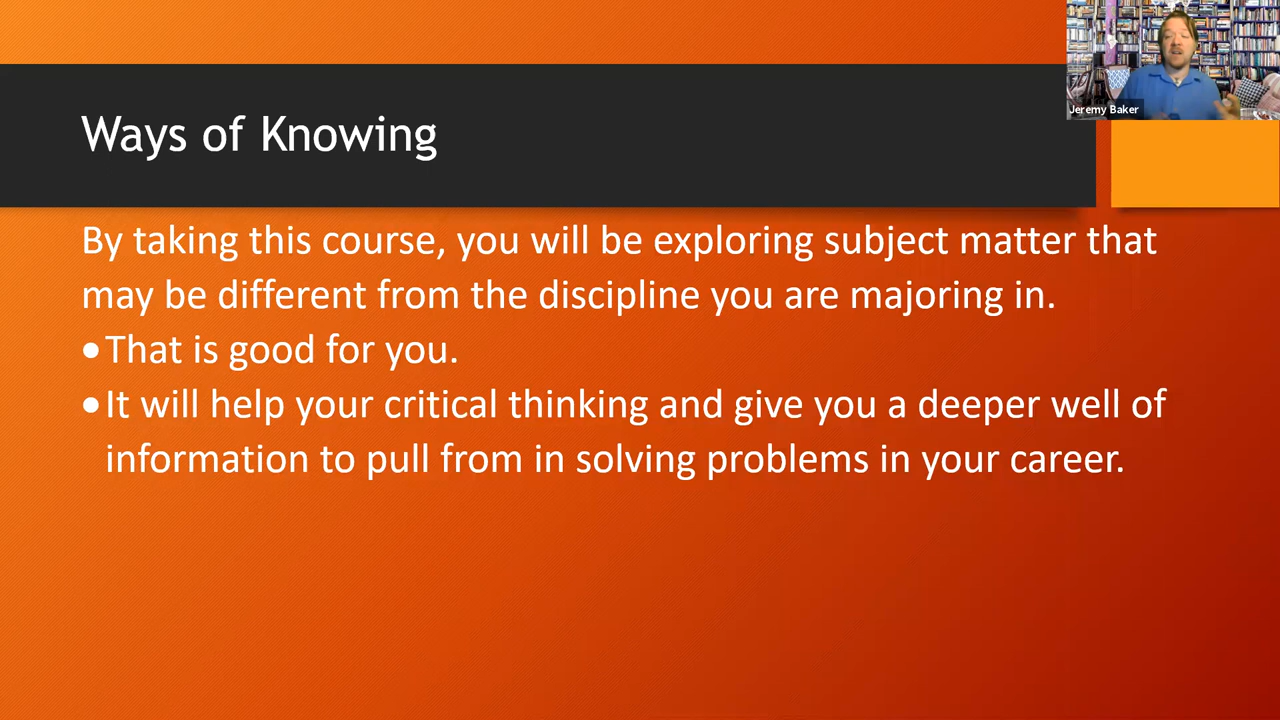 Jeremy Baker
Ways of Knowing
By taking this course, you will be exploring subject matter that
may be different from the discipline you are majoring in.
•That is good for you.
•It will help your critical thinking and give you a deeper well of
information to pull from in solving problems in your career.